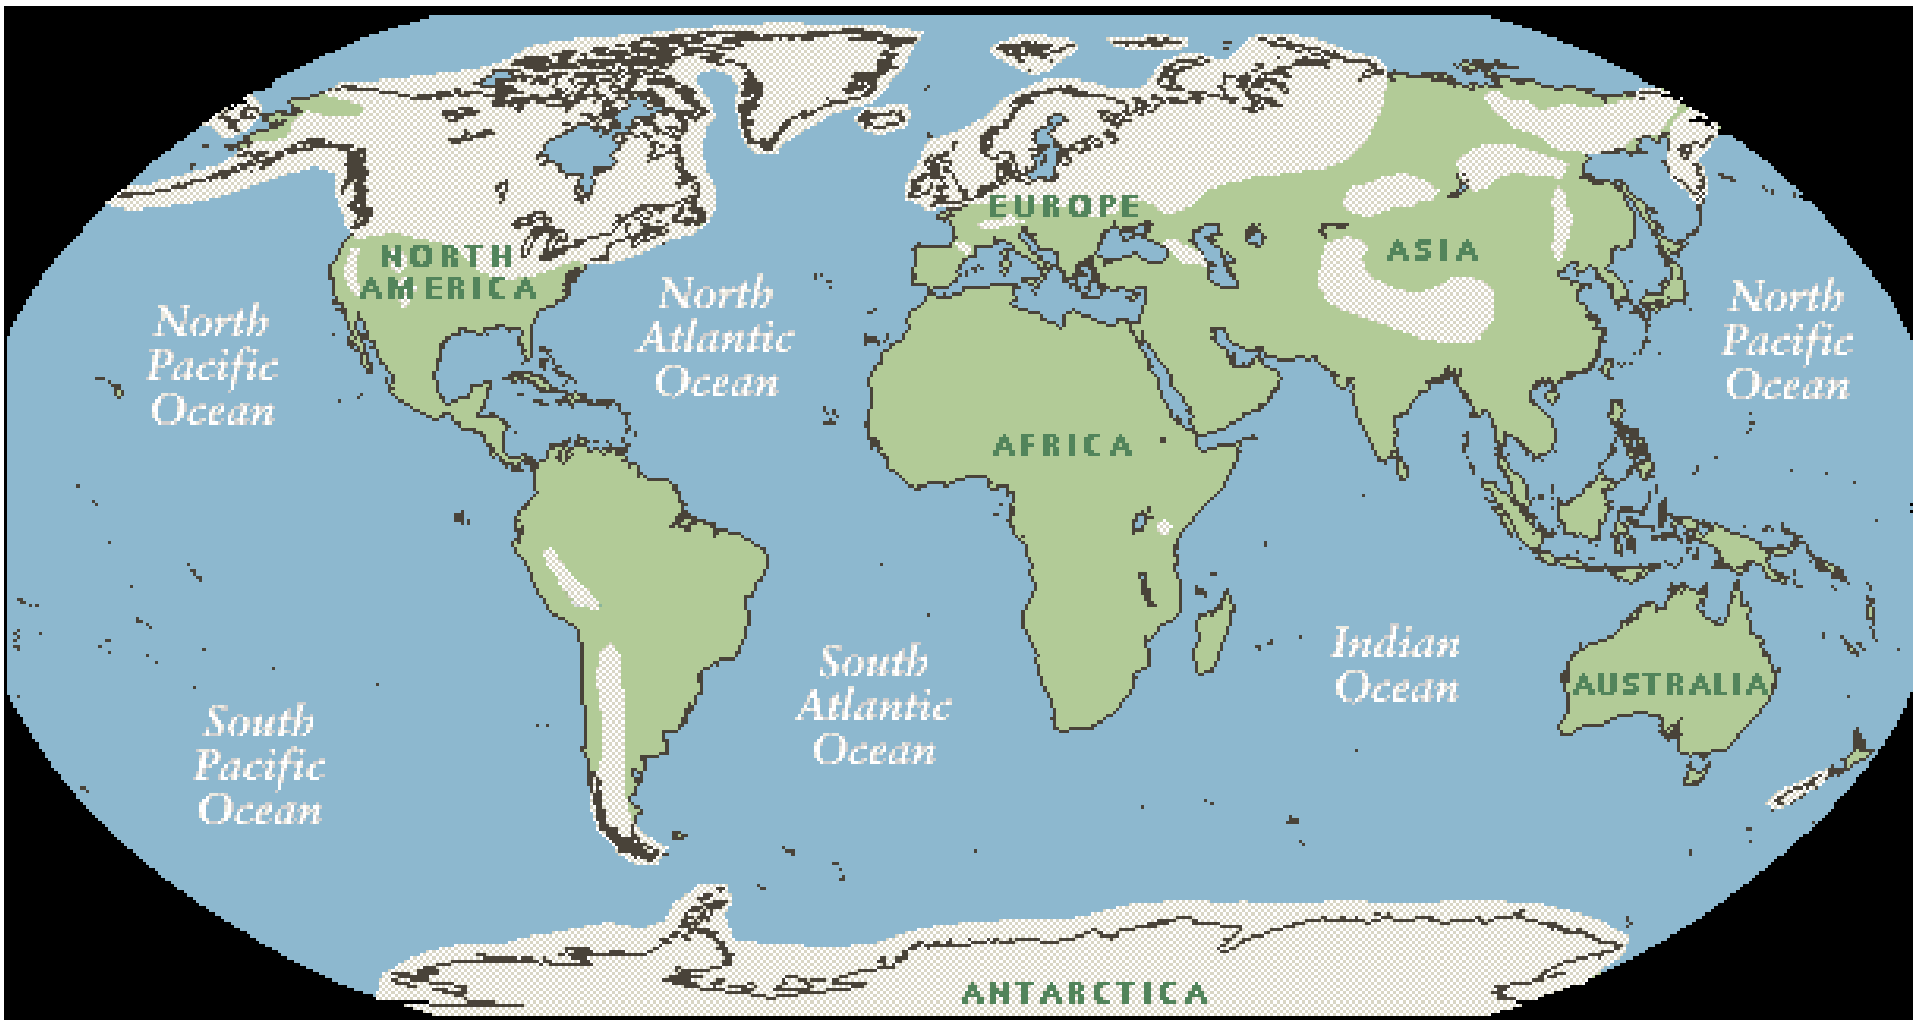 EUROPE
NORTH
AMERICA
ASIA
North
Atlantic
Ocean
North
Pacific
Ocean
North
Pacific
Ocean
AFRICA
Indian
Ocean
South
Atlantic
Ocean
AUSTRALIA
South
Pacific
Ocean
ANTARCTICA